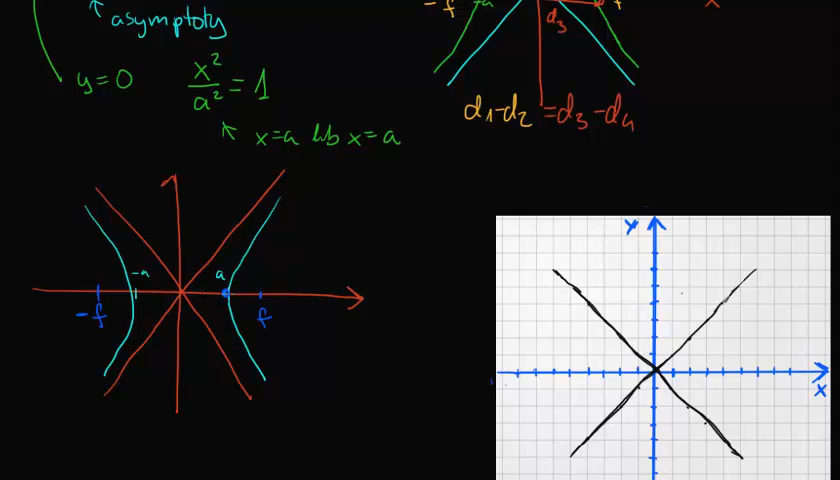 asymptoty
- f
-a
f
d3
x
y=0
x²/a² = 1
x=a lub x=a
d1-d2 = d3-d4
-a
a
-f
f
y
x